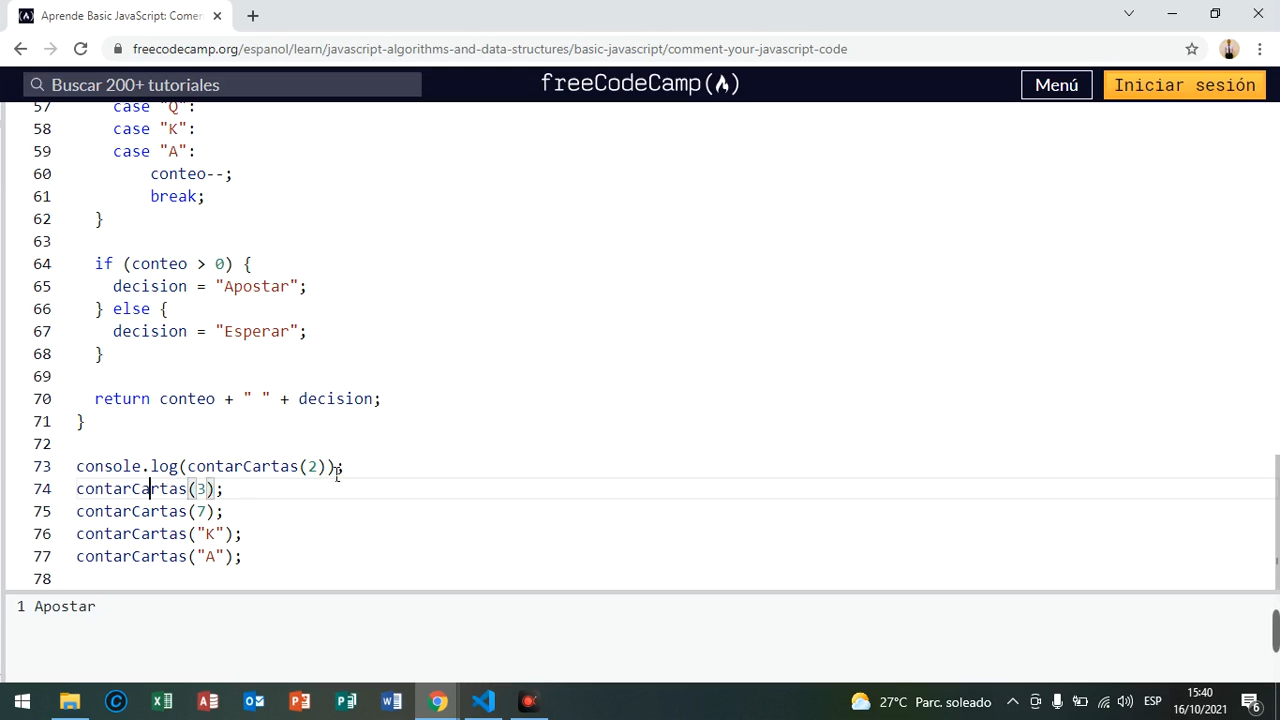 Aprende Basic JavaScript: Comen
freecodecamp.org/espanol/learn/javascript-algorithms-and-data-structures/basic-javascript/comment-your-javascript-code
Buscar 200+ tutoriales
freeCodeCamp
Menú
Iniciar sesión
57 case "Q":
58 case "K":
59 case "A":
60 conteo--;
61 break;
62 }
63
64 if (conteo > 0) {
65 decision = "Apostar";
66 } else {
67 decision = "Esperar";
68 }
69
70 return conteo + " " + decision;
71 }
72
73 console.log(contarCartas(2));
74 contarCartas(3);
75 contarCartas(7);
76 contarCartas("K");
77 contarCartas("A");
78
1 Apostar
27°C Parc. soleado
ESP
15:40
16/10/2021
6